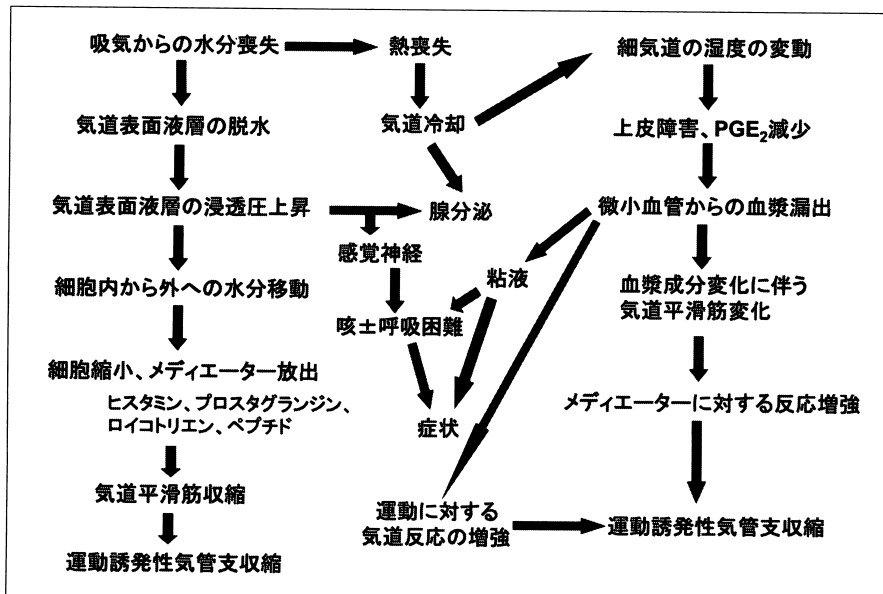 吸気からの水分喪失
熱喪失
細気道の湿度の変動
気道表面液層の脱水
気道冷却
上皮障害、PGE₂減少
気道表面液層の浸透圧上昇
腺分泌
微小血管からの血漿漏出
感覚神経
細胞内から外への水分移動
粘液
血漿成分変化に伴う
気道平滑筋変化
咳±呼吸困難
細胞縮小、メディエーター放出
ヒスタミン、プロスタグランジン、
ロイコトリエン、ペプチド
症状
メディエーターに対する反応増強
気道平滑筋収縮
運動に対する
気道反応の増強
運動誘発性気管支収縮
運動誘発性気管支収縮